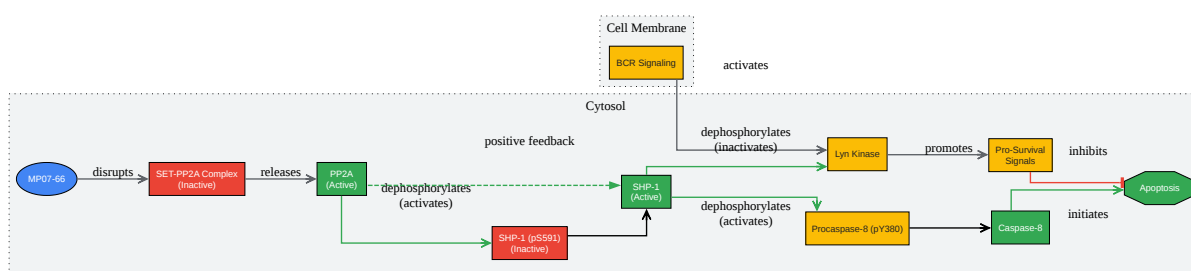 Cell Membrane
BCR Signaling
activates
Cytosol
positive feedback
dephosphorylates
(inactivates)
Lyn Kinase
promotes
Pro-Survival
Signals
inhibits
MP07-66
disrupts
SET-PP2A Complex
(Inactive)
releases
PP2A
(Active)
dephosphorylates
(activates)
SHP-1
(Active)
dephosphorylates
(activates)
Apoptosis
initiates
SHP-1 (pS591)
(Inactive)
Procaspase-8 (pY380)
Caspase-8